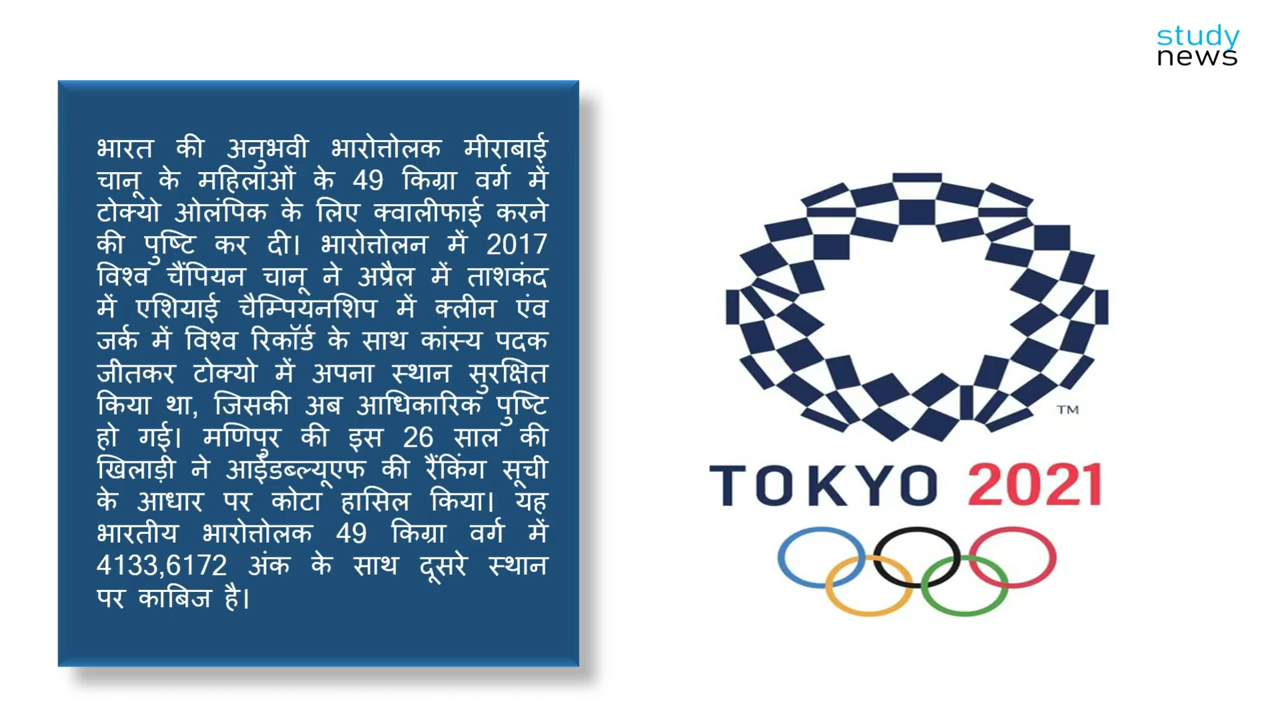 study
news
भारत की अनुभवी भारोत्तोलक मीराबाई
चानू के महिलाओं के 49 किग्रा वर्ग में
टोक्यो ओलंपिक के लिए क्वालीफाई करने
की पुष्टि कर दी। भारोत्तोलन में 2017
विश्व चैंपियन चानू ने अप्रैल में ताशकंद
में एशियाई चैम्पियनशिप में क्लीन एंव
जर्क में विश्व रिकॉर्ड के साथ कांस्य पदक
जीतकर टोक्यो में अपना स्थान सुरक्षित
किया था, जिसकी अब आधिकारिक पुष्टि
हो गई। मणिपुर की इस 26 साल की
खिलाड़ी ने आईडब्ल्यूएफ की रैंकिंग सूची
के आधार पर कोटा हासिल किया। यह
भारतीय भारोत्तोलक 49 किग्रा वर्ग में
4133,6172 अंक के साथ दूसरे स्थान
पर काबिज है।
TM
TOKYO 2021